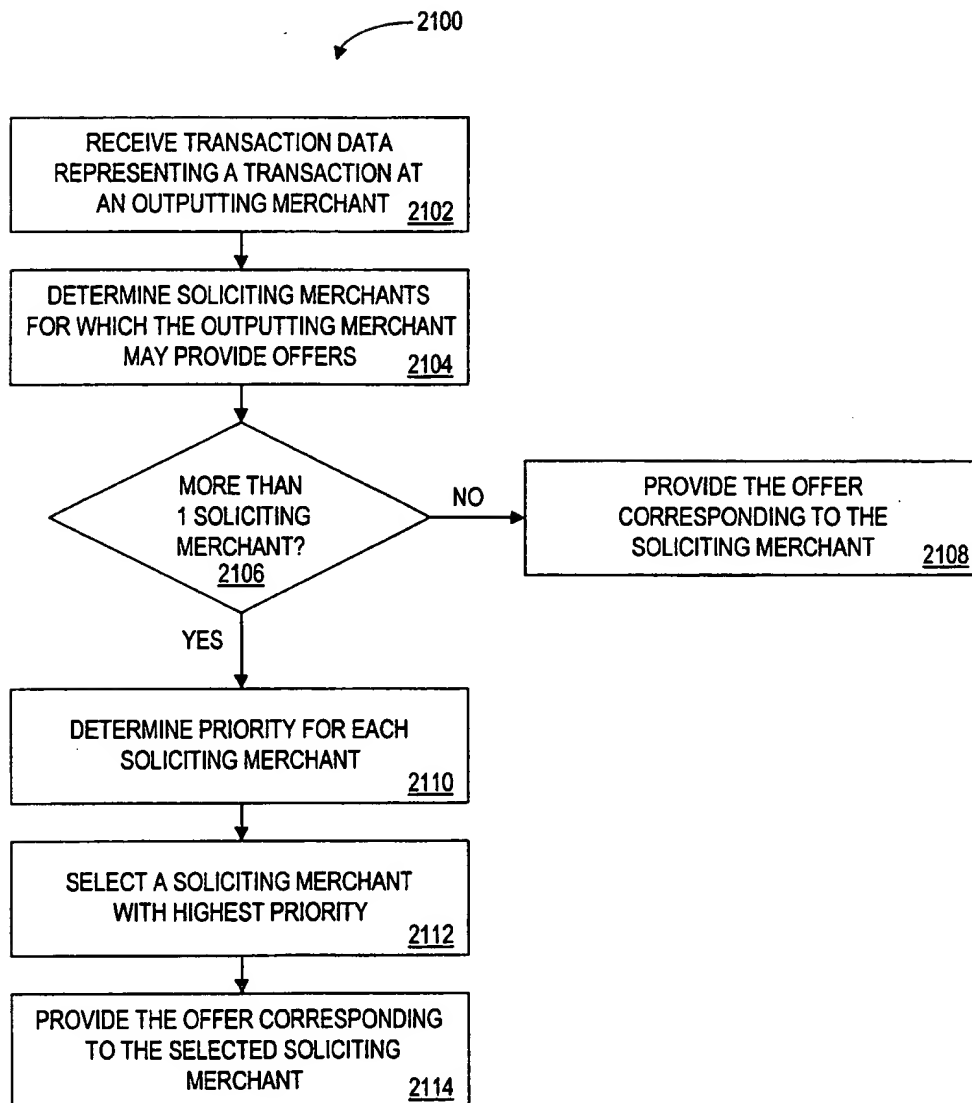 2100
RECEIVE TRANSACTION DATA
REPRESENTING A TRANSACTION AT
AN OUTPUTTING MERCHANT
2102
DETERMINE SOLICITING MERCHANTS
FOR WHICH THE OUTPUTTING MERCHANT
MAY PROVIDE OFFERS
2104
MORE THAN
1 SOLICITING
MERCHANT?
2106
NO
PROVIDE THE OFFER
CORRESPONDING TO THE
SOLICITING MERCHANT
2108
YES
DETERMINE PRIORITY FOR EACH
SOLICITING MERCHANT
2110
SELECT A SOLICITING MERCHANT
WITH HIGHEST PRIORITY
2112
PROVIDE THE OFFER CORRESPONDING
TO THE SELECTED SOLICITING
MERCHANT
2114